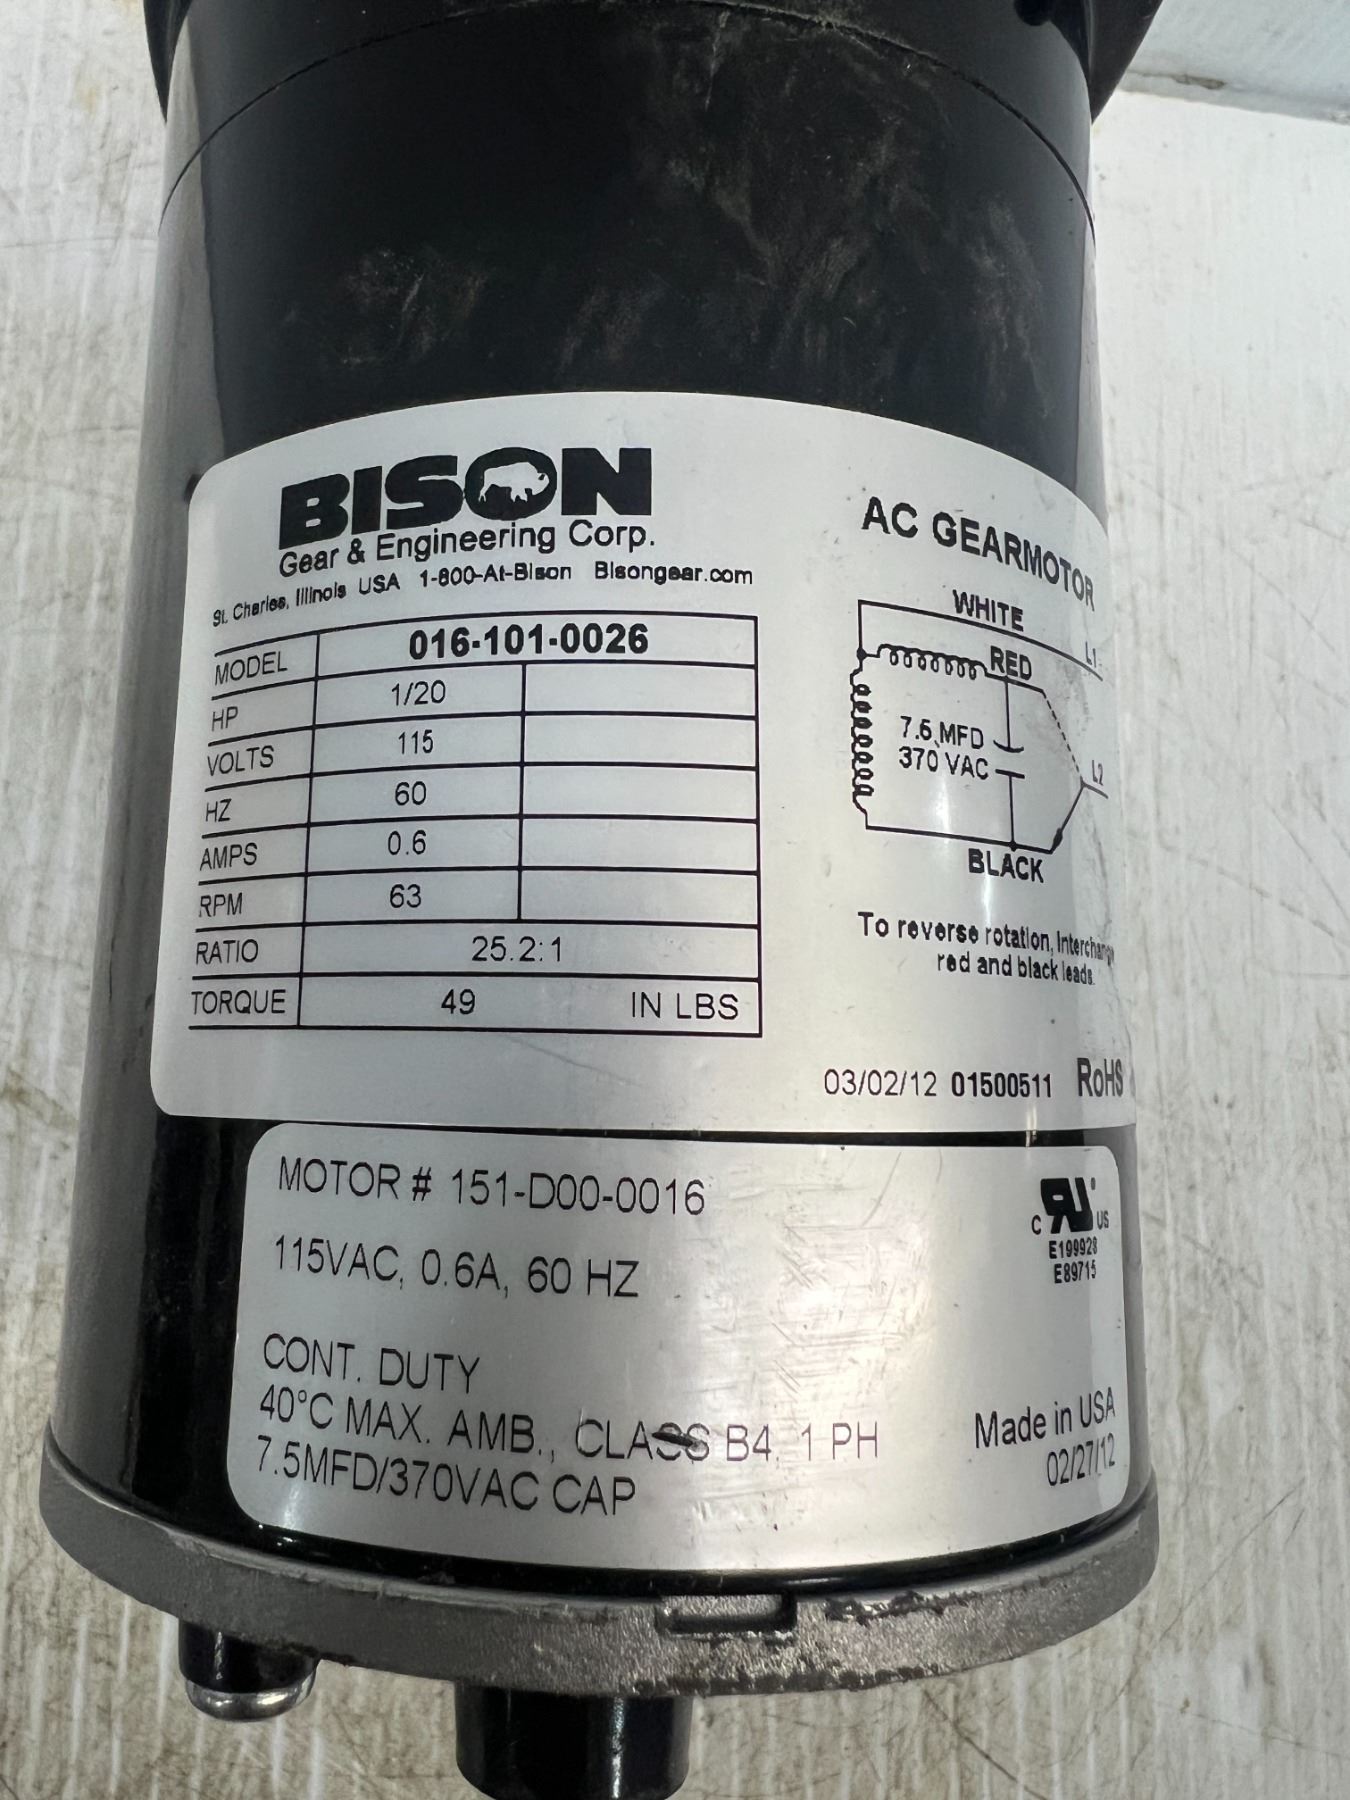 BISON
Gear & Engineering Corp.
St. Charles, Illinois USA 1-800-At-Bison Bisongear.com
MODEL 016-101-0026
HP 1/20
VOLTS 115
HZ 60
AMPS 0.6
RPM 63
RATIO 25.2:1
TORQUE 49 IN LBS
AC GEARMOTOR
WHITE
L1
RED
7.5 MFD
370 VAC
L2
BLACK
To reverse rotation, Interchange
red and black leads.
03/02/12 01500511 RoHS
MOTOR # 151-D00-0016
115VAC, 0.6A, 60 HZ
CONT. DUTY
40°C MAX. AMB., CLASS B4, 1 PH
7.5MFD/370VAC CAP
C RU US
E199928
E89715
Made in USA
02/27/12